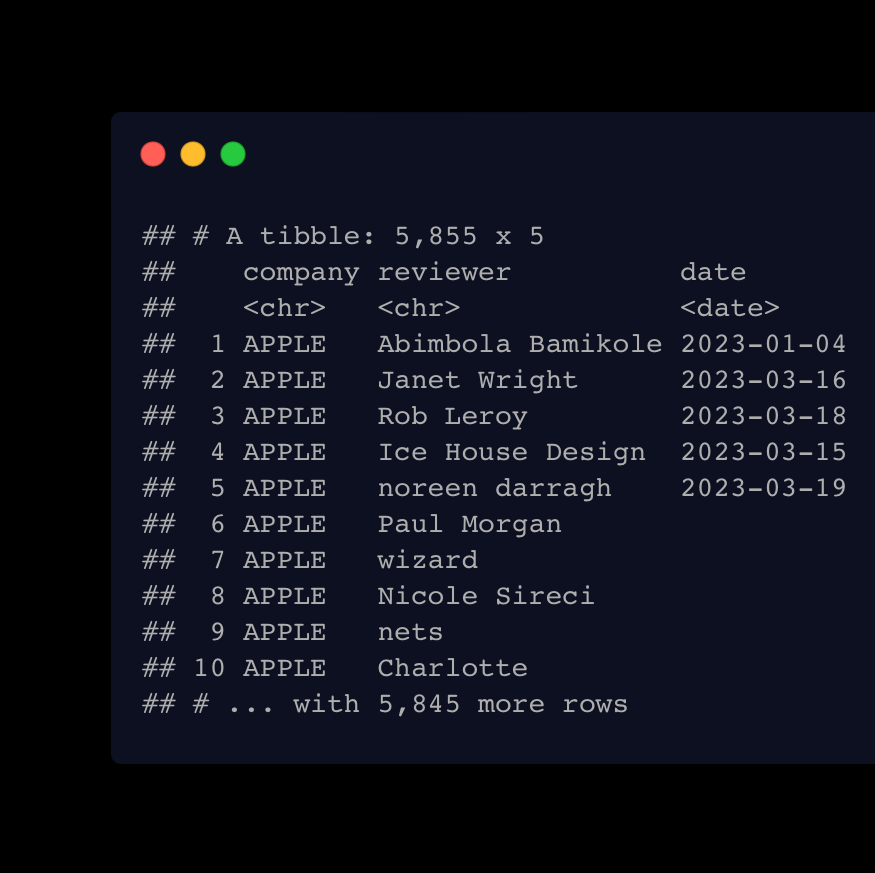 ## # A tibble: 5,855 x 5
##    company reviewer          date
##    <chr>   <chr>             <date>
##  1 APPLE   Abimbola Bamikole 2023-01-04
##  2 APPLE   Janet Wright      2023-03-16
##  3 APPLE   Rob Leroy         2023-03-18
##  4 APPLE   Ice House Design  2023-03-15
##  5 APPLE   noreen darragh    2023-03-19
##  6 APPLE   Paul Morgan
##  7 APPLE   wizard
##  8 APPLE   Nicole Sireci
##  9 APPLE   nets
## 10 APPLE   Charlotte
## # ... with 5,845 more rows